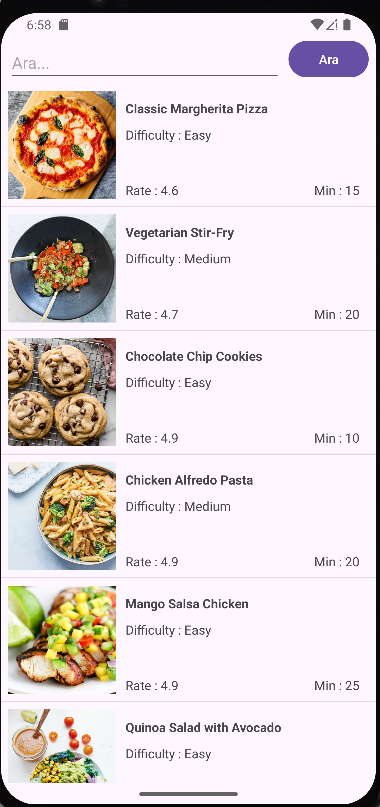 6:58
Ara...
Ara
Classic Margherita Pizza
Difficulty : Easy
Rate : 4.6 Min : 15
Vegetarian Stir-Fry
Difficulty : Medium
Rate : 4.7 Min : 20
Chocolate Chip Cookies
Difficulty : Easy
Rate : 4.9 Min : 10
Chicken Alfredo Pasta
Difficulty : Medium
Rate : 4.9 Min : 20
Mango Salsa Chicken
Difficulty : Easy
Rate : 4.9 Min : 25
Quinoa Salad with Avocado
Difficulty : Easy